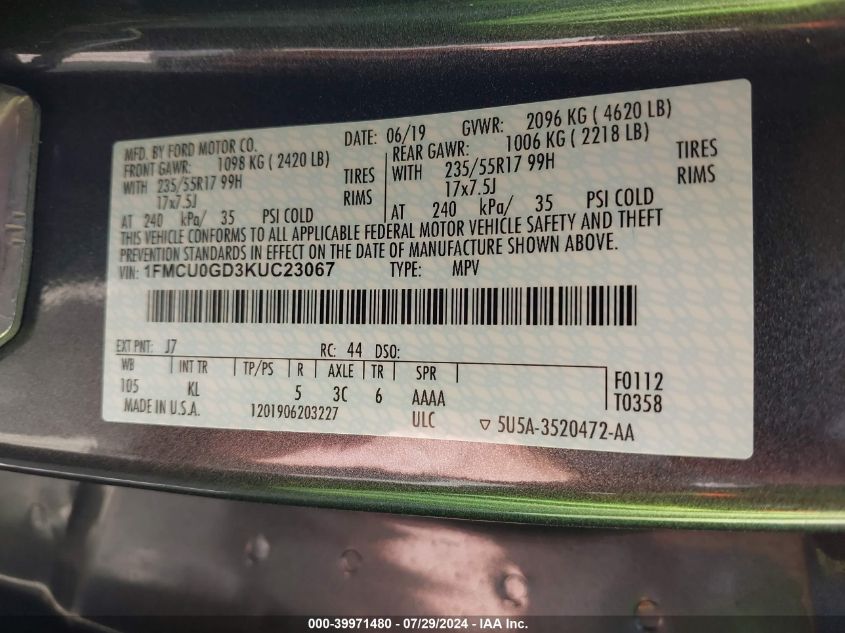 MFD. BY FORD MOTOR CO. DATE: 06/19 GVWR: 2096 KG ( 4620 LB)
FRONT GAWR: 1098 KG ( 2420 LB) REAR GAWR: 1006 KG ( 2218 LB)
WITH 235/55R17 99H TIRES WITH 235/55R17 99H TIRES
17x7.5J RIMS 17x7.5J RIMS
AT 240 kPa/ 35 PSI COLD AT 240 kPa/ 35 PSI COLD
THIS VEHICLE CONFORMS TO ALL APPLICABLE FEDERAL MOTOR VEHICLE SAFETY AND THEFT
PREVENTION STANDARDS IN EFFECT ON THE DATE OF MANUFACTURE SHOWN ABOVE.
VIN: 1FMCU0GD3KUC23067 TYPE: MPV
EXT PNT: J7 RC: 44 DSO:
WB INT TR TP/PS R AXLE TR SPR
105 KL 5 3C 6 AAAA F0112
MADE IN U.S.A. 1201906203227 ULC T0358
▽ 5U5A-3520472-AA
000-39971480 - 07/29/2024 - IAA Inc.